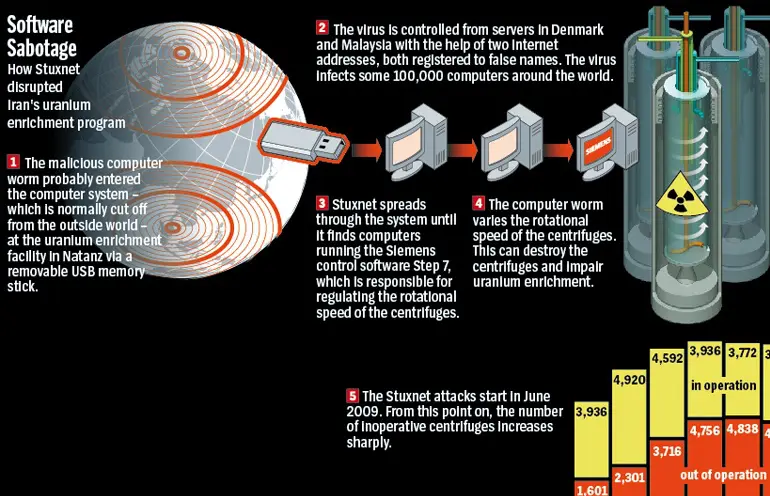 Software
Sabotage
How Stuxnet
disrupted
Iran's uranium
enrichment program
1 The malicious computer
worm probably entered
the computer system –
which is normally cut off
from the outside world –
at the uranium enrichment
facility in Natanz via a
removable USB memory
stick.
2 The virus is controlled from servers in Denmark
and Malaysia with the help of two Internet
addresses, both registered to false names. The virus
infects some 100,000 computers around the world.
SIEMENS
3 Stuxnet spreads
through the system until
it finds computers
running the Siemens
control software Step 7,
which is responsible for
regulating the rotational
speed of the centrifuges.
4 The computer worm
varies the rotational
speed of the centrifuges.
This can destroy the
centrifuges and impair
uranium enrichment.
5 The Stuxnet attacks start in June
2009. From this point on, the number
of inoperative centrifuges increases
sharply.
3,936 4,920 4,592 3,936 3,772
in operation
1,601 2,301 3,716 4,756 4,838
out of operation